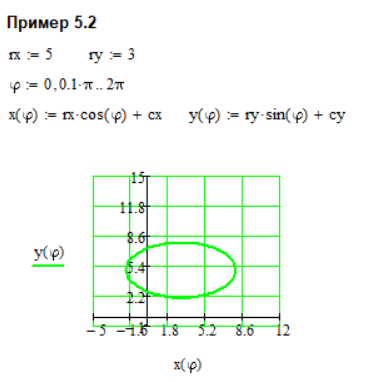 Пример 5.2
rx := 5 ry := 3
φ := 0, 0.1·π .. 2π
x(φ) := rx·cos(φ) + cx y(φ) := ry·sin(φ) + cy
15
11.8
8.6
y(φ)
5.4
2.2
−5 −1.6 1.8 5.2 8.6 12
x(φ)